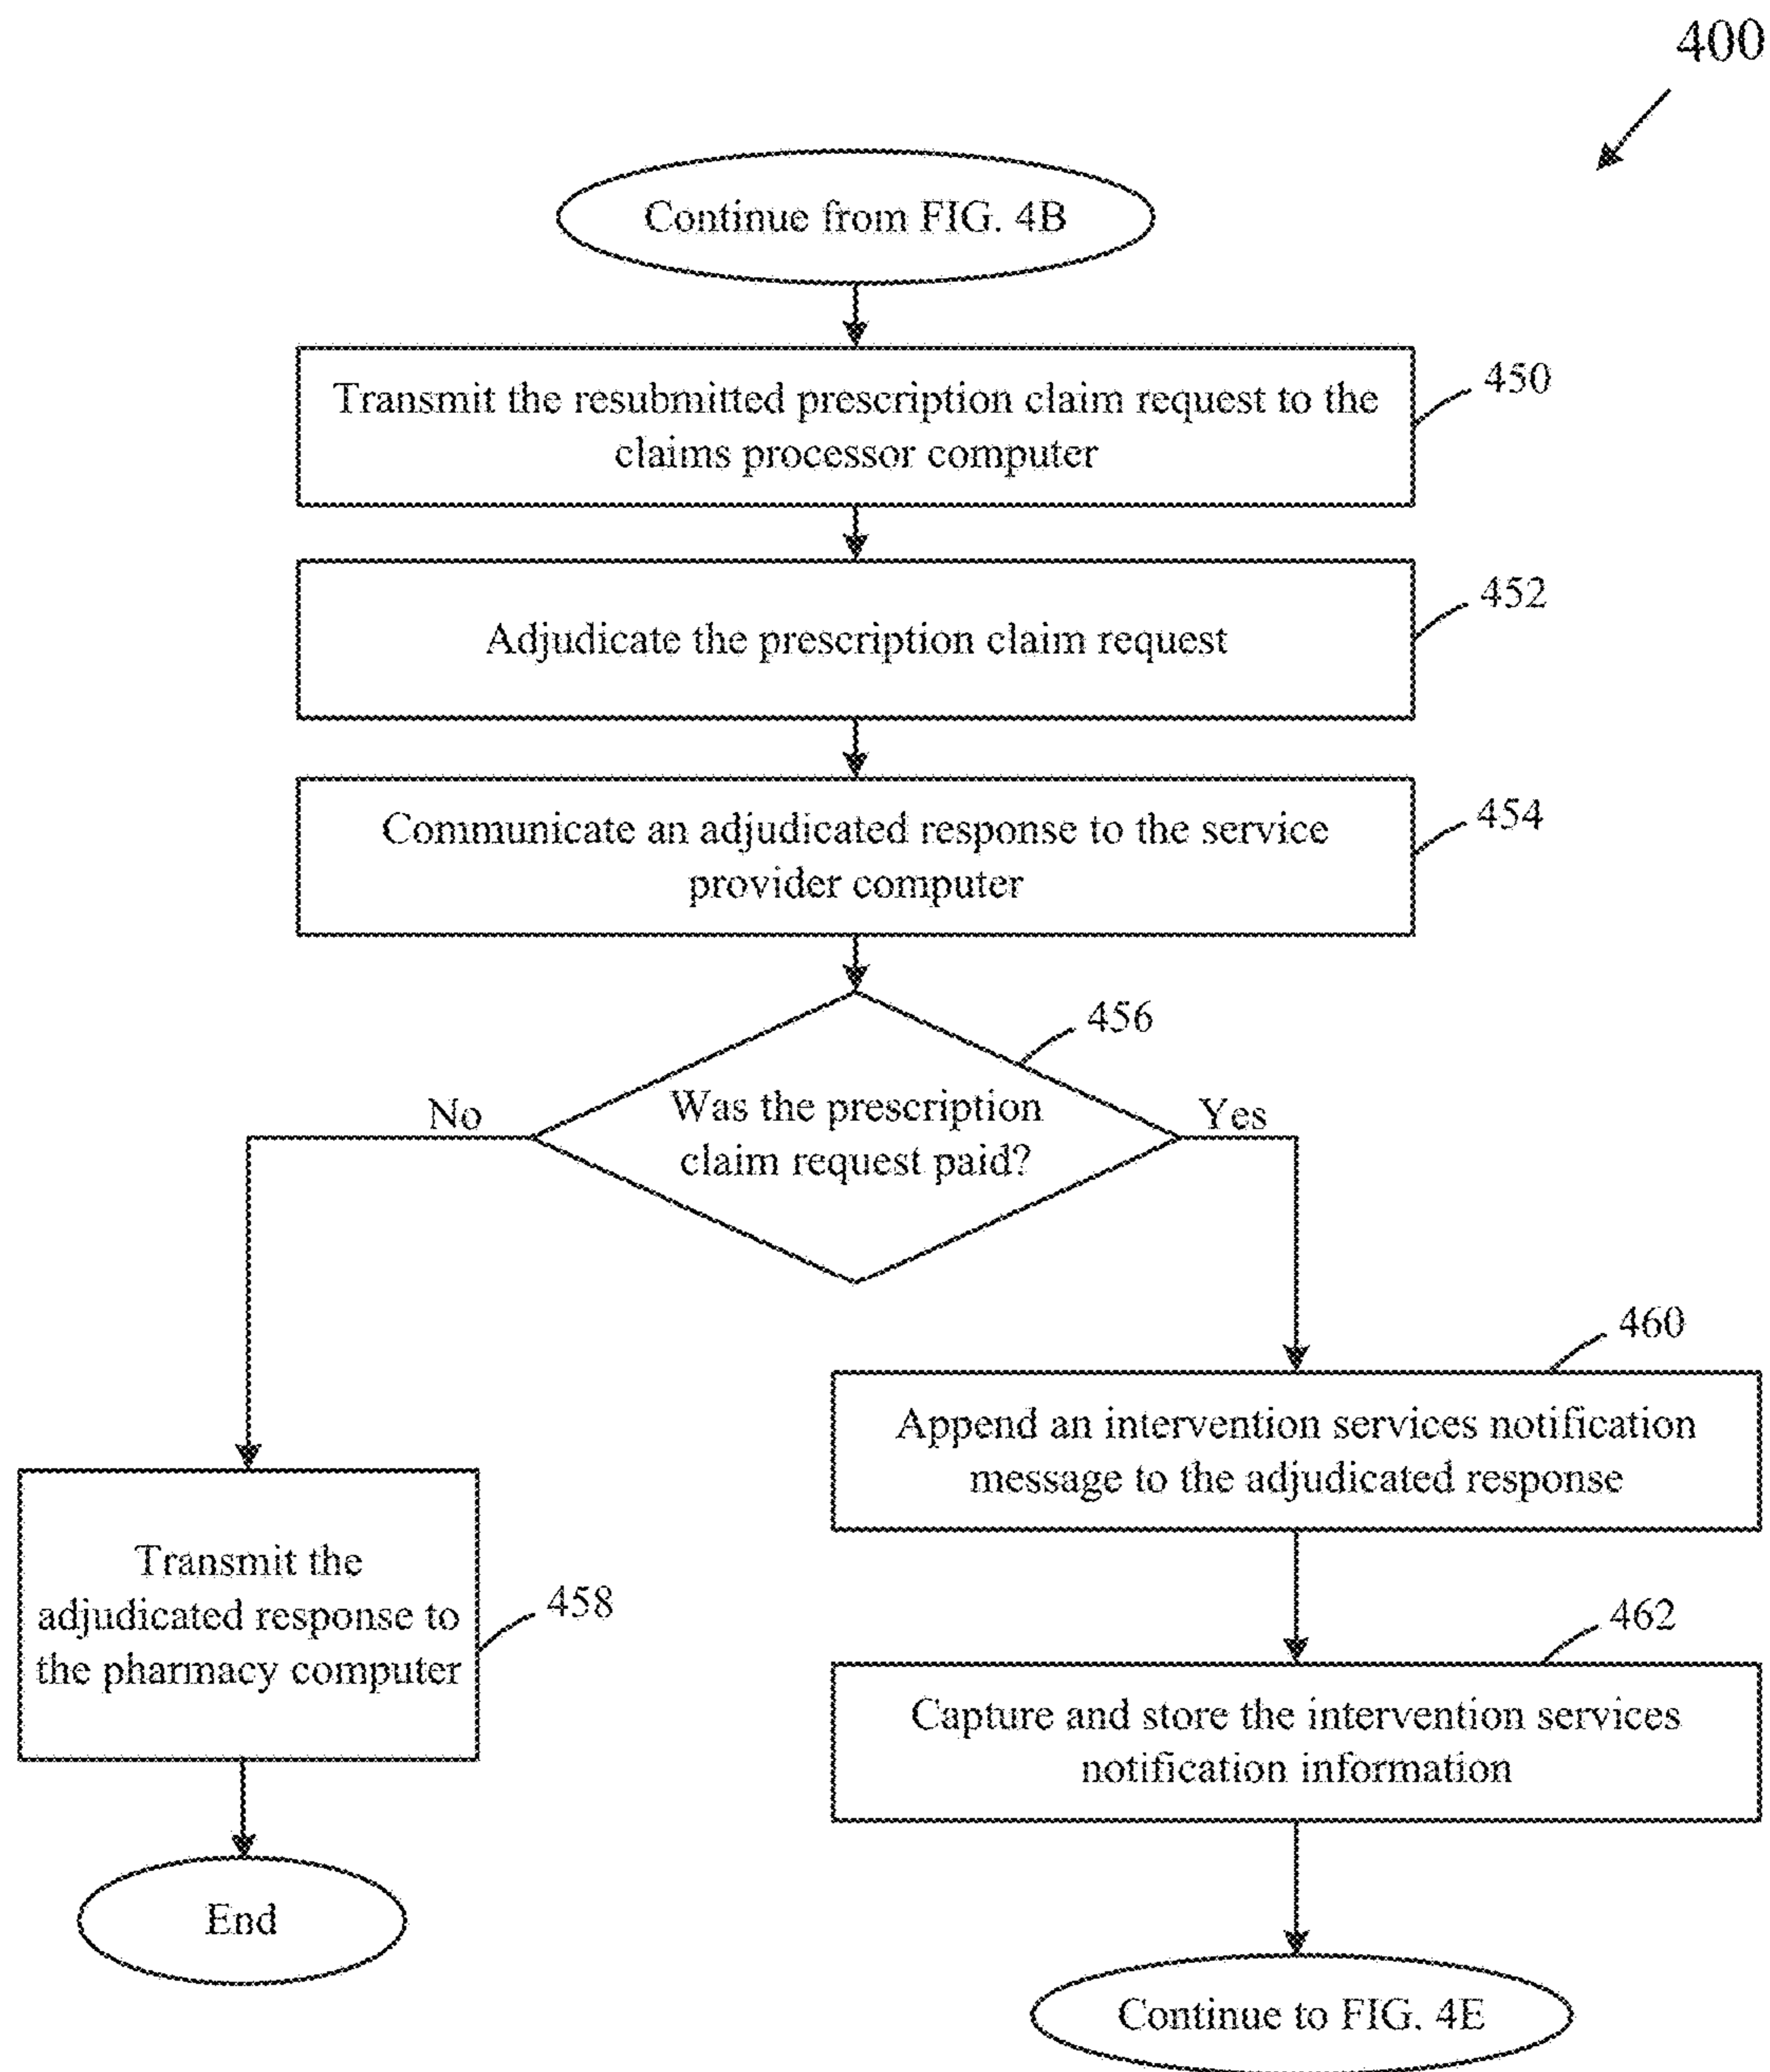 400
Continue from FIG. 4B
Transmit the resubmitted prescription claim request to the
claims processor computer
450
Adjudicate the prescription claim request
452
Communicate an adjudicated response to the service
provider computer
454
456
Was the prescription
claim request paid?
No
Yes
460
Append an intervention services notification
message to the adjudicated response
Transmit the
adjudicated response to
the pharmacy computer
458
462
Capture and store the intervention services
notification information
End
Continue to FIG. 4E